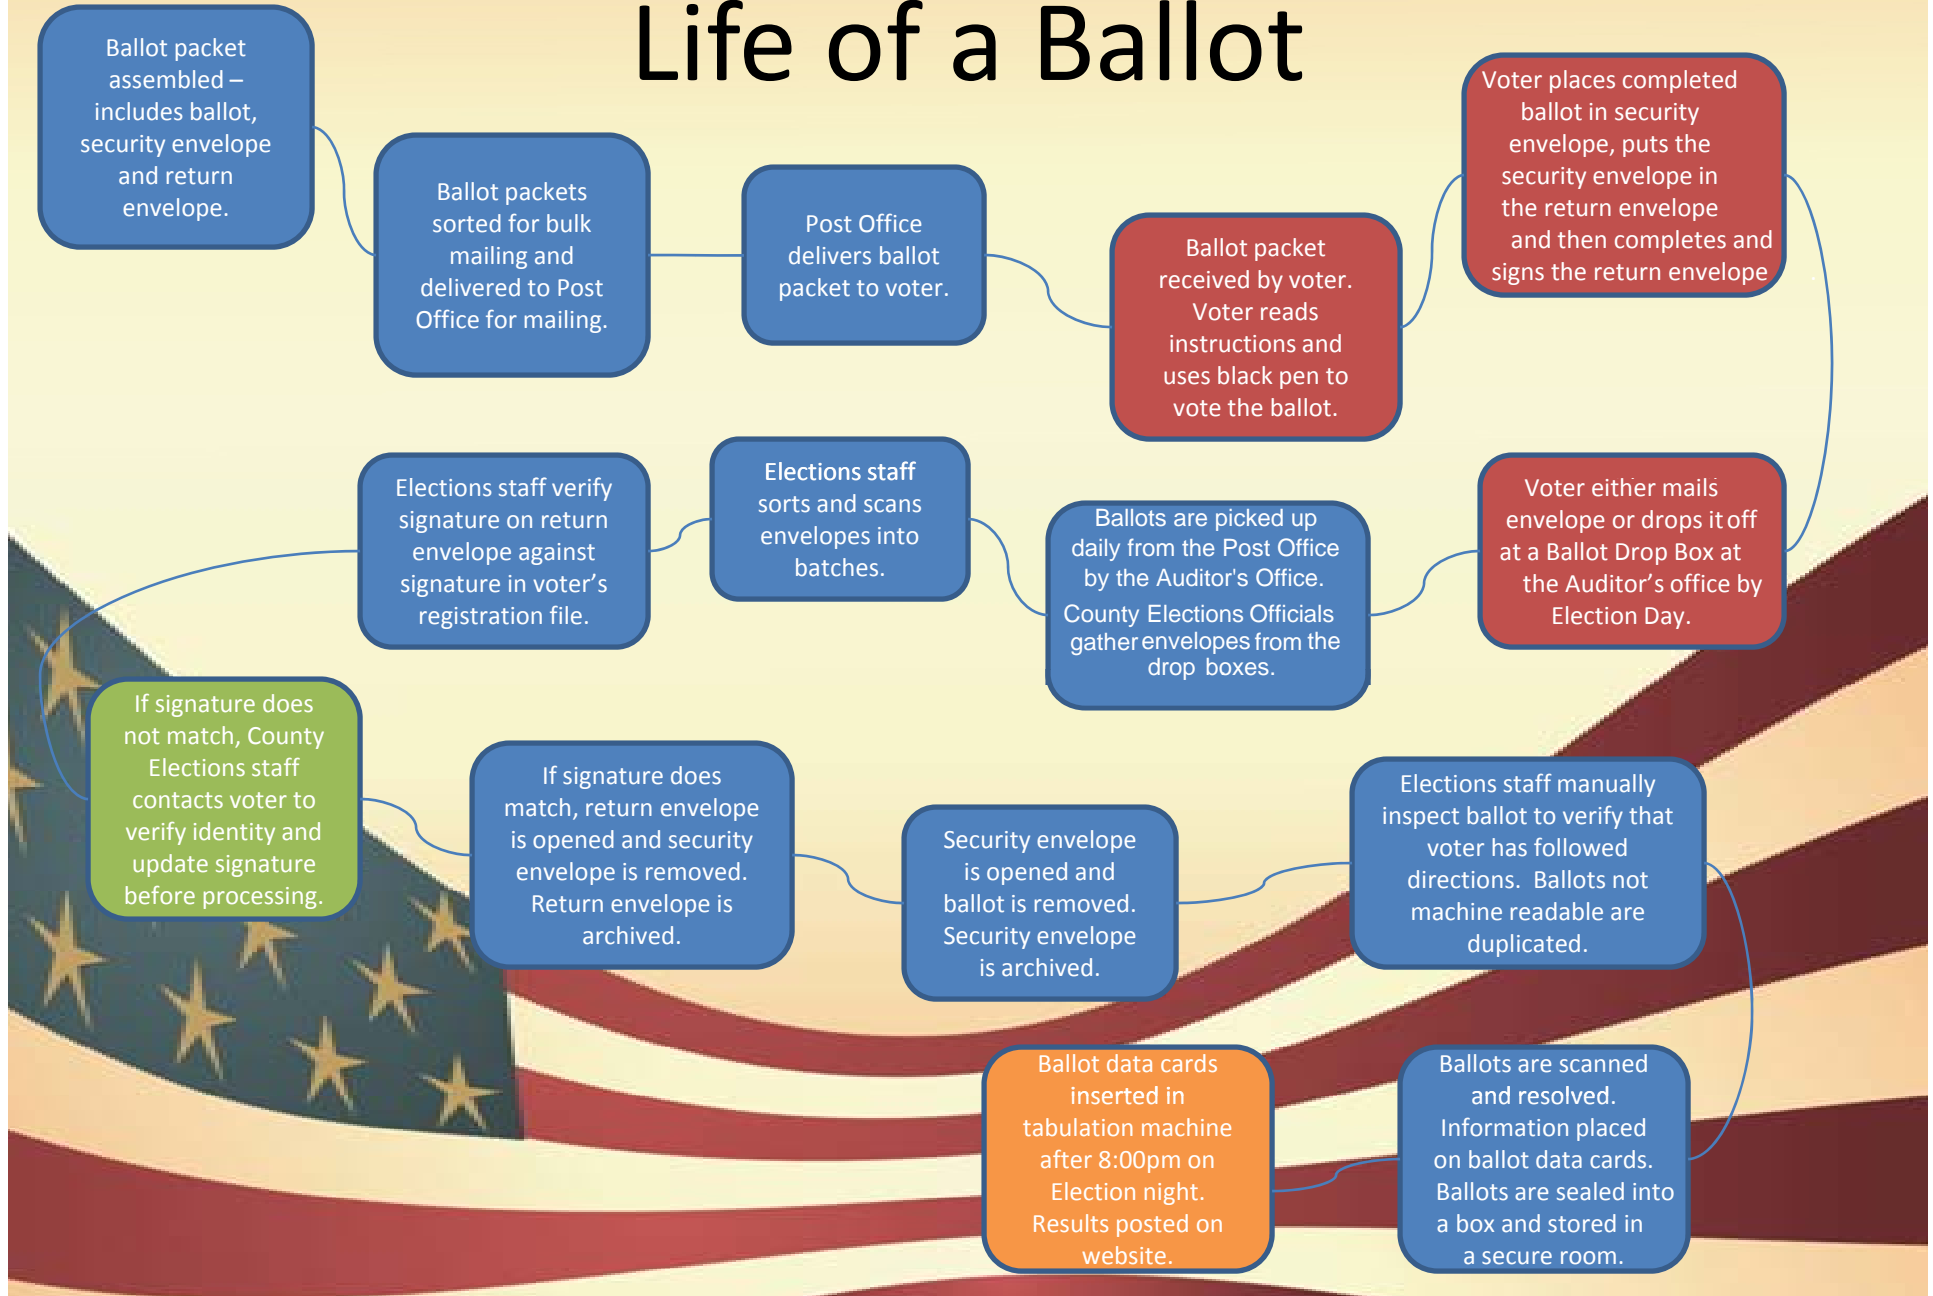 Life of a Ballot
Ballot packet
assembled –
includes ballot,
security envelope
and return
envelope.
Ballot packets
sorted for bulk
mailing and
delivered to Post
Office for mailing.
Post Office
delivers ballot
packet to voter.
Ballot packet
received by voter.
Voter reads
instructions and
uses black pen to
vote the ballot.
Voter places completed
ballot in security
envelope, puts the
security envelope in
the return envelope
and then completes and
signs the return envelope
Voter either mails
envelope or drops it off
at a Ballot Drop Box at
the Auditor’s office by
Election Day.
Ballots are picked up
daily from the Post Office
by the Auditor's Office.
County Elections Officials
gather envelopes from the
drop boxes.
Elections staff
sorts and scans
envelopes into
batches.
Elections staff verify
signature on return
envelope against
signature in voter’s
registration file.
If signature does
not match, County
Elections staff
contacts voter to
verify identity and
update signature
before processing.
If signature does
match, return envelope
is opened and security
envelope is removed.
Return envelope is
archived.
Security envelope
is opened and
ballot is removed.
Security envelope
is archived.
Elections staff manually
inspect ballot to verify that
voter has followed
directions.  Ballots not
machine readable are
duplicated.
Ballots are scanned
and resolved.
Information placed
on ballot data cards.
Ballots are sealed into
a box and stored in
a secure room.
Ballot data cards
inserted in
tabulation machine
after 8:00pm on
Election night.
Results posted on
website.